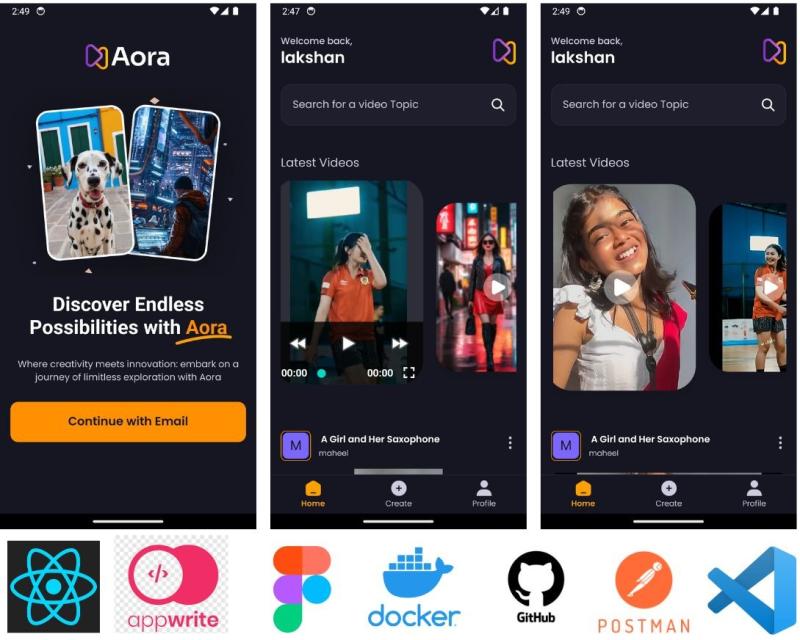 2:49
Aora
Discover Endless
Possibilities with Aora
Where creativity meets innovation: embark on a
journey of limitless exploration with Aora
Continue with Email
2:47
Welcome back,
lakshan
Search for a video Topic
Latest Videos
00:00
00:00
M
A Girl and Her Saxophone
maheel
Home
Create
Profile
2:49
Welcome back,
lakshan
Search for a video Topic
Latest Videos
M
A Girl and Her Saxophone
maheel
Home
Create
Profile
</>
appwrite
docker
GitHub
POSTMAN